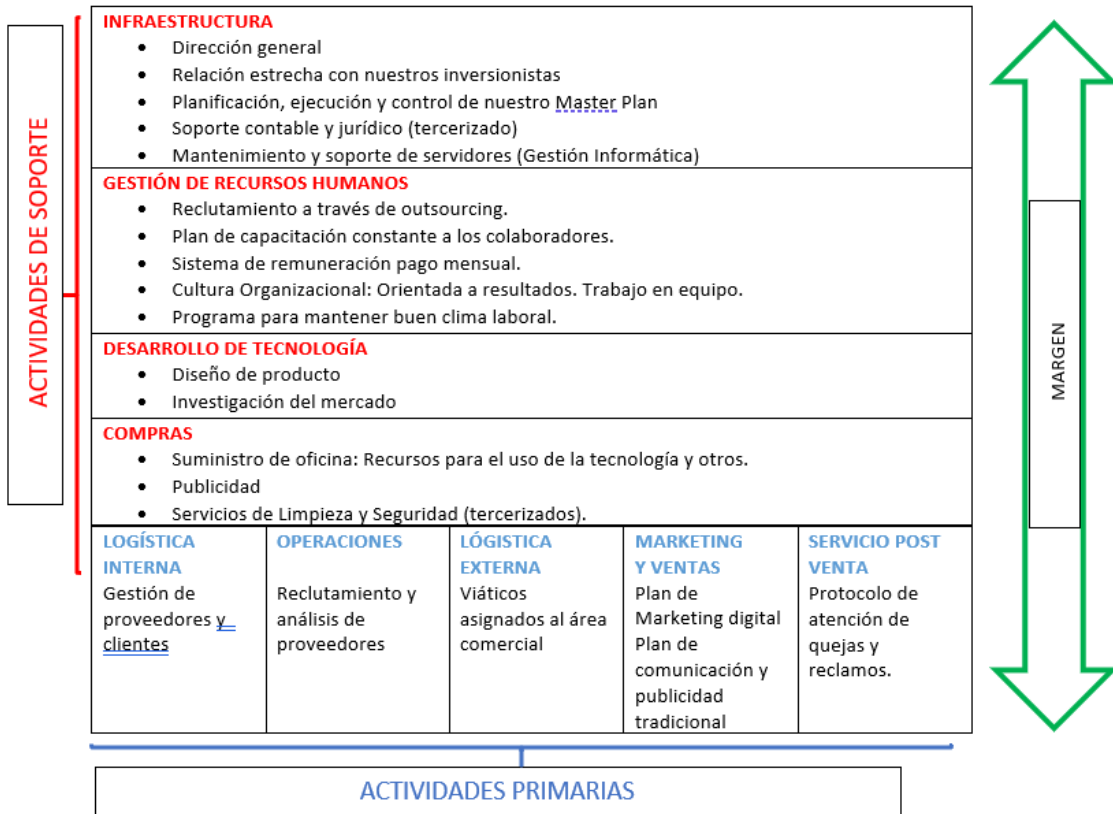 ACTIVIDADES DE SOPORTE
INFRAESTRUCTURA
• Dirección general
• Relación estrecha con nuestros inversionistas
• Planificación, ejecución y control de nuestro Master Plan
• Soporte contable y jurídico (tercerizado)
• Mantenimiento y soporte de servidores (Gestión Informática)
GESTIÓN DE RECURSOS HUMANOS
• Reclutamiento a través de outsourcing.
• Plan de capacitación constante a los colaboradores.
• Sistema de remuneración pago mensual.
• Cultura Organizacional: Orientada a resultados. Trabajo en equipo.
• Programa para mantener buen clima laboral.
DESARROLLO DE TECNOLOGÍA
• Diseño de producto
• Investigación del mercado
COMPRAS
• Suministro de oficina: Recursos para el uso de la tecnología y otros.
• Publicidad
• Servicios de Limpieza y Seguridad (tercerizados).
LOGÍSTICA
INTERNA
Gestión de
proveedores y
clientes
OPERACIONES
Reclutamiento y
análisis de
proveedores
LÓGISTICA
EXTERNA
Viáticos
asignados al área
comercial
MARKETING
Y VENTAS
Plan de
Marketing digital
Plan de
comunicación y
publicidad
tradicional
SERVICIO POST
VENTA
Protocolo de
atención de
quejas y
reclamos.
MARGEN
ACTIVIDADES PRIMARIAS